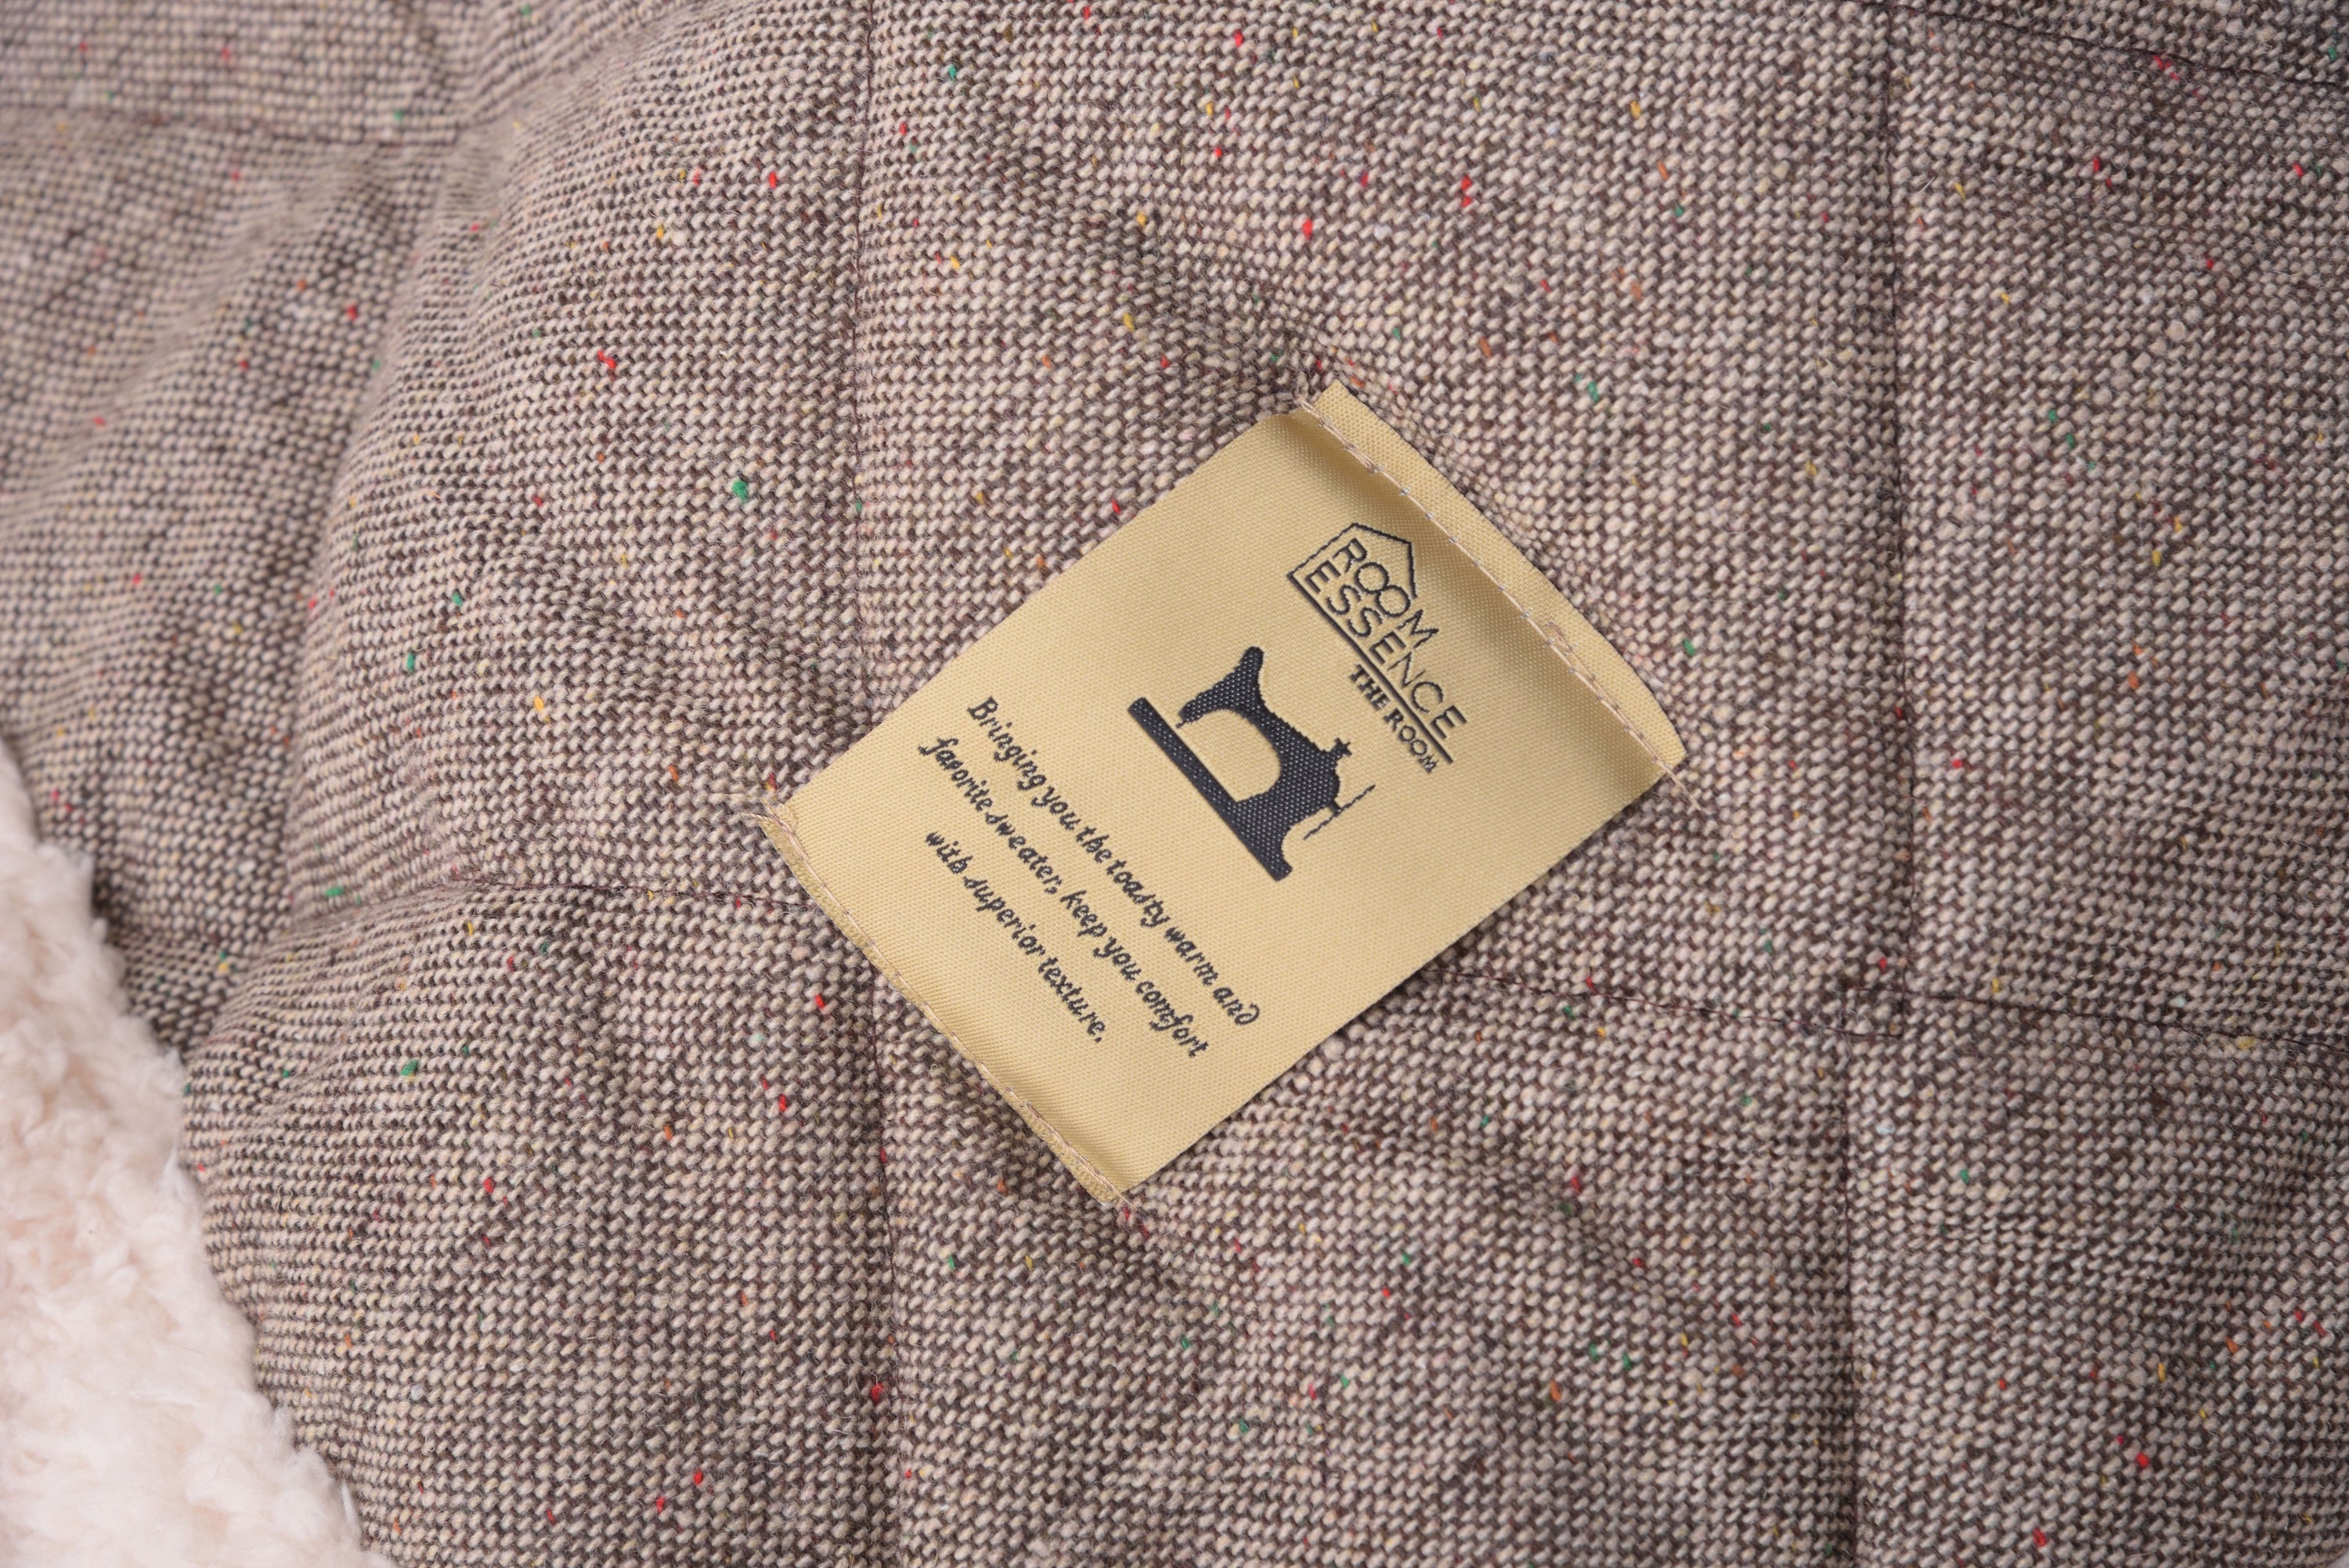 ROOM
ESSENCE
THE ROOM
Bringing you the toasty warm and
favorite sweater, keep you comfort
with superior texture.